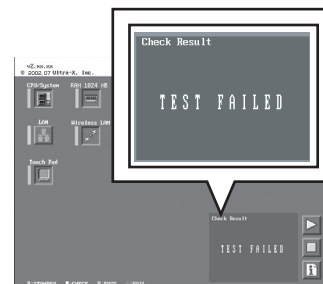 Check Result
TEST FAILED
v2.xx.xx
© 2002,07 Ultra-X, Inc.
CPU/System
RAM 1024 MB
LAN
Wireless LAN
Touch Pad
Check Result
TEST FAILED